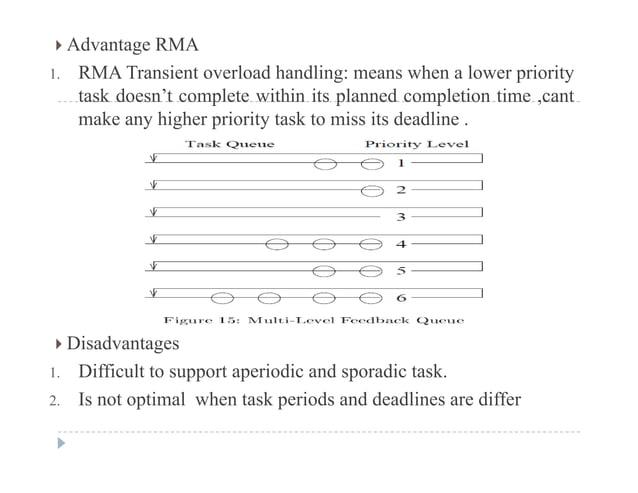 Advantage RMA
1. RMA Transient overload handling: means when a lower priority
task doesn’t complete within its planned completion time ,cant
make any higher priority task to miss its deadline .
Task Queue Priority Level
1
2
3
4
5
6
Figure 15: Multi-Level Feedback Queue
Disadvantages
1. Difficult to support aperiodic and sporadic task.
2. Is not optimal when task periods and deadlines are differ